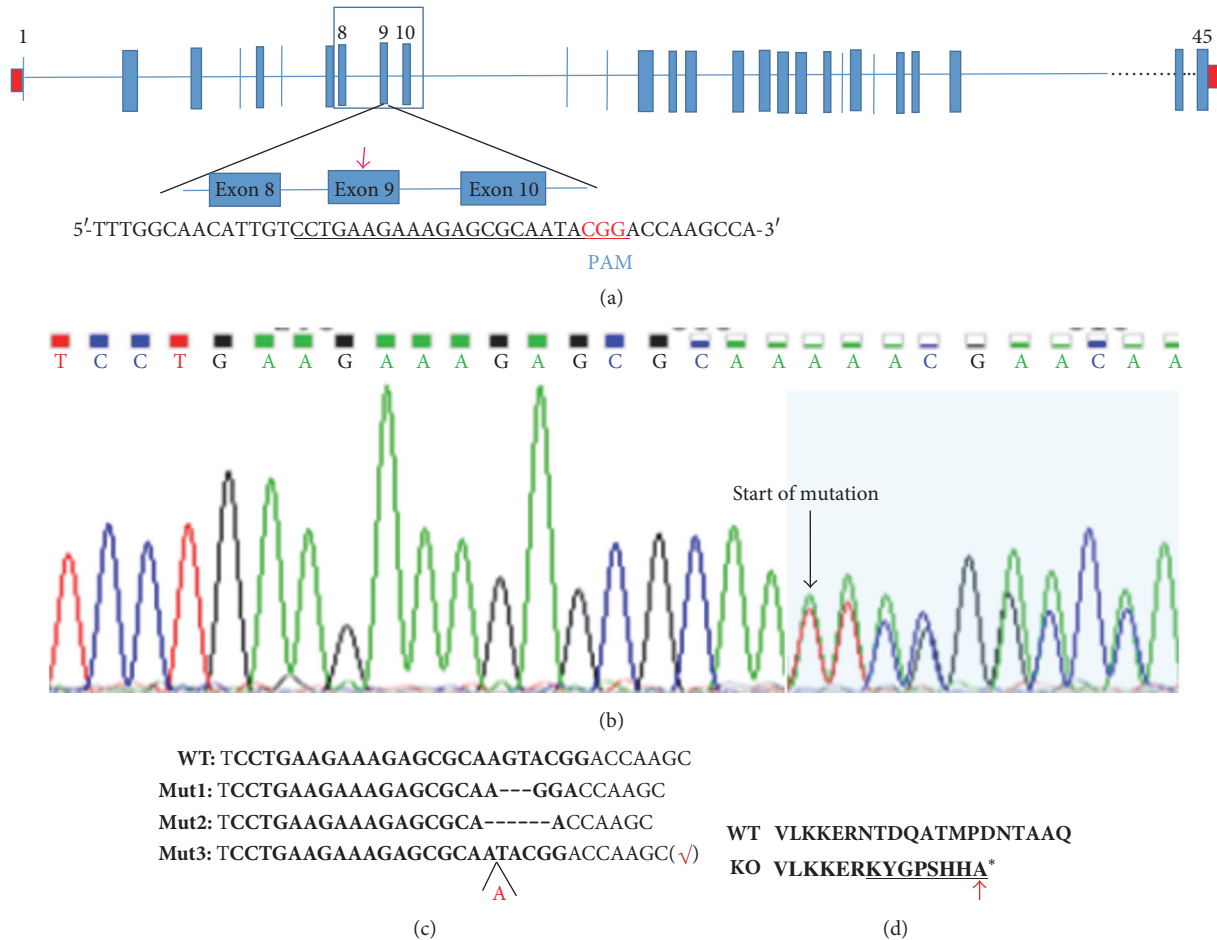 1 8 9 10 45
Exon 8 Exon 9 Exon 10
5′-TTTGGCAACATTGTCCTGAAGAAAGAGCGCAATACGGACCAAGCCA-3′
PAM
(a)
T C C T G A A G A A A G A G C G C A A A A A C G A A C A A
Start of mutation
(b)
WT: TCCTGAAGAAAGAGCGCAAGTACGGACCAAGC
Mut1: TCCTGAAGAAAGAGCGCAA---GGACCAAGC
Mut2: TCCTGAAGAAAGAGCGCA------ACCAAGC
Mut3: TCCTGAAGAAAGAGCGCAATACGGACCAAGC(√)
A
(c)
WT VLKKERNTDQATMPDNTAAQ
KO VLKKERKYGPSHHA*
(d)